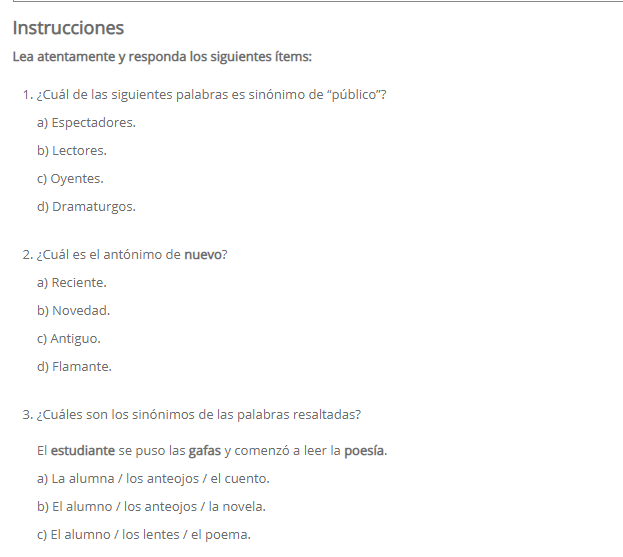 Instrucciones
Lea atentamente y responda los siguientes ítems:
1. ¿Cuál de las siguientes palabras es sinónimo de “público”?
a) Espectadores.
b) Lectores.
c) Oyentes.
d) Dramaturgos.
2. ¿Cuál es el antónimo de nuevo?
a) Reciente.
b) Novedad.
c) Antiguo.
d) Flamante.
3. ¿Cuáles son los sinónimos de las palabras resaltadas?
El estudiante se puso las gafas y comenzó a leer la poesía.
a) La alumna / los anteojos / el cuento.
b) El alumno / los anteojos / la novela.
c) El alumno / los lentes / el poema.